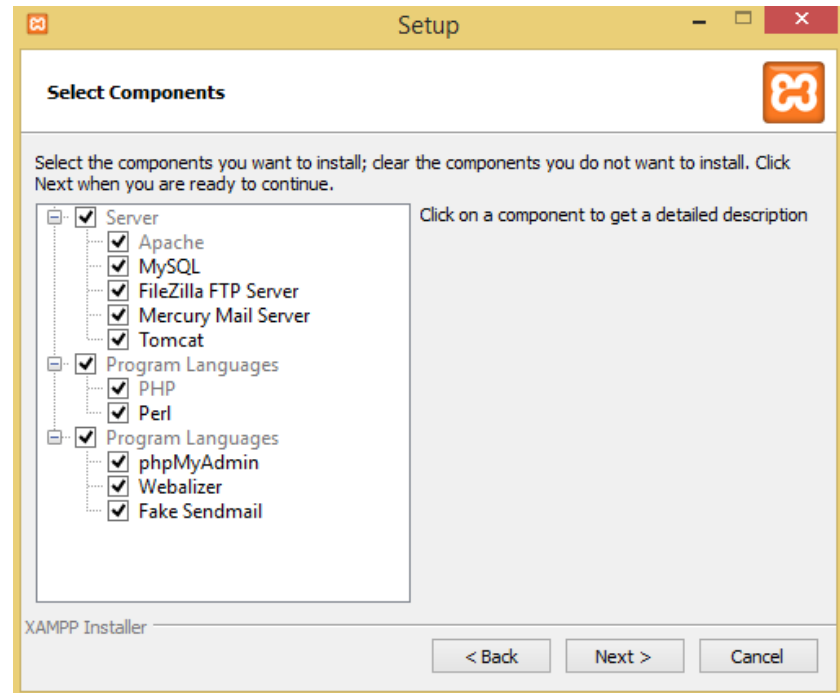 Setup
Select Components
Select the components you want to install; clear the components you do not want to install. Click
Next when you are ready to continue.
Server
Apache
MySQL
FileZilla FTP Server
Mercury Mail Server
Tomcat
Program Languages
PHP
Perl
Program Languages
phpMyAdmin
Webalizer
Fake Sendmail
Click on a component to get a detailed description
XAMPP Installer
< Back
Next >
Cancel